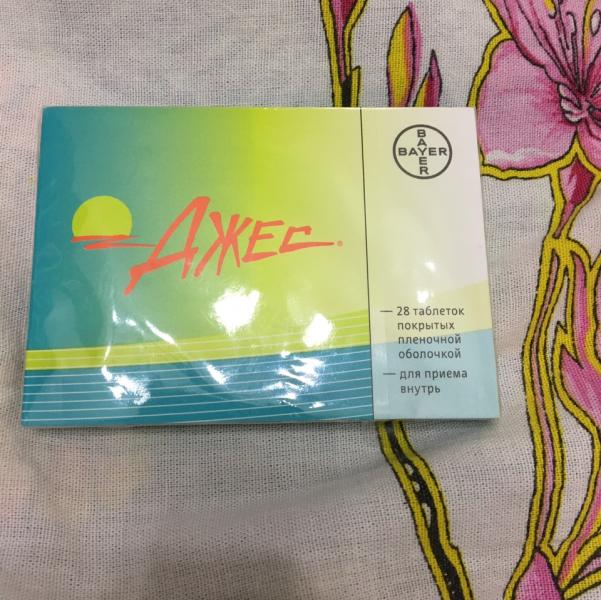 BAYER
BAYER
Джес®
— 28 таблеток
покрытых
пленочной
оболочкой
— для приема
внутрь